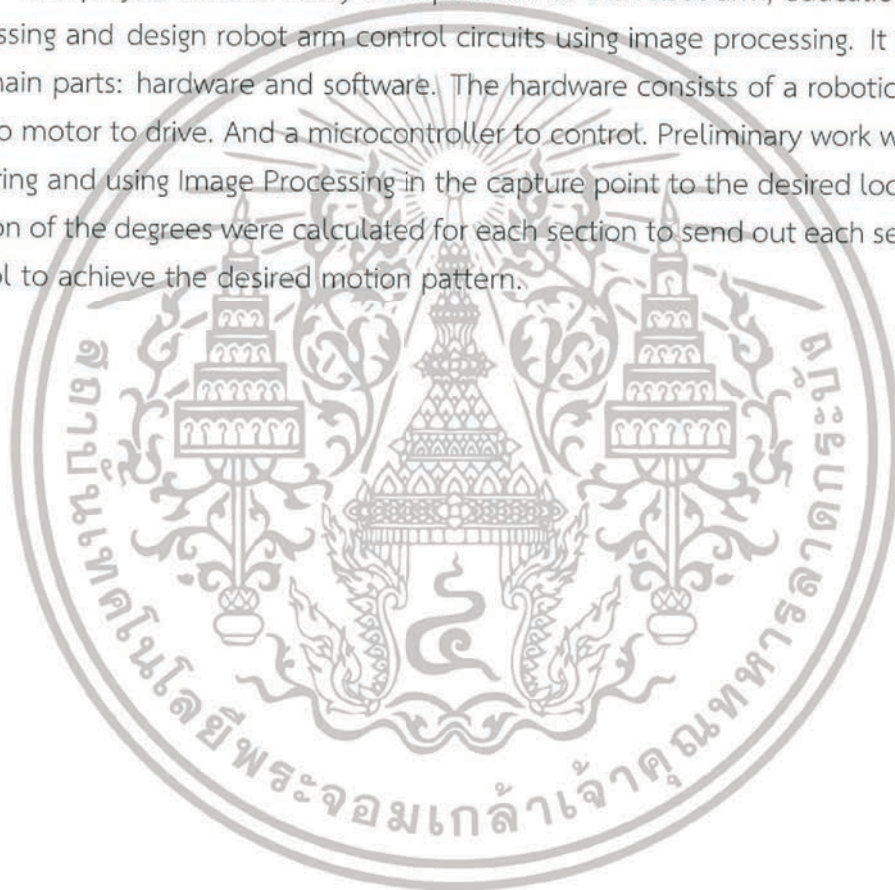 ssing and design robot arm control circuits using image processing. It
main parts: hardware and software. The hardware consists of a robotic
o motor to drive. And a microcontroller to control. Preliminary work w
ring and using Image Processing in the capture point to the desired loc
on of the degrees were calculated for each section to send out each se
ol to achieve the desired motion pattern.
สถาบันเทคโนโลยีพระจอมเกล้าเจ้าคุณทหารลาดกระบัง
๔